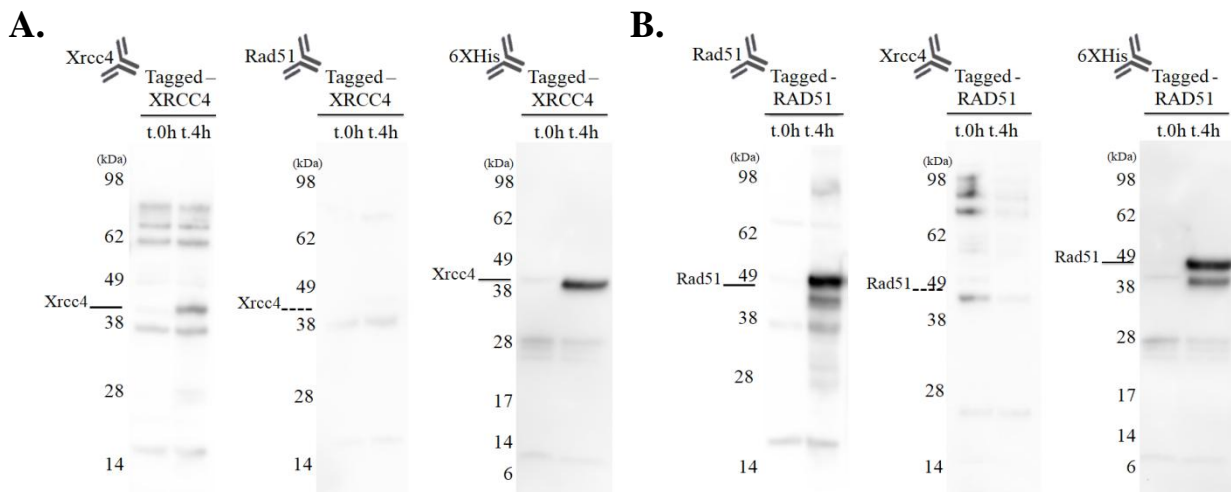 A.
Xrcc4
Tagged –
XRCC4
t.0h t.4h
(kDa)
98
62
49
Xrcc4
38
28
14
Rad51
Tagged –
XRCC4
t.0h t.4h
(kDa)
98
62
49
Xrcc4
38
28
14
6XHis
Tagged –
XRCC4
t.0h t.4h
(kDa)
98
62
49
Xrcc4
38
28
17
14
6
B.
Rad51
Tagged -
RAD51
t.0h t.4h
(kDa)
98
62
Rad51 49
38
28
14
Xrcc4
Tagged -
RAD51
t.0h t.4h
(kDa)
98
62
Rad51 49
38
28
14
6XHis
Tagged -
RAD51
t.0h t.4h
(kDa)
98
62
Rad51 49
38
28
17
14
6